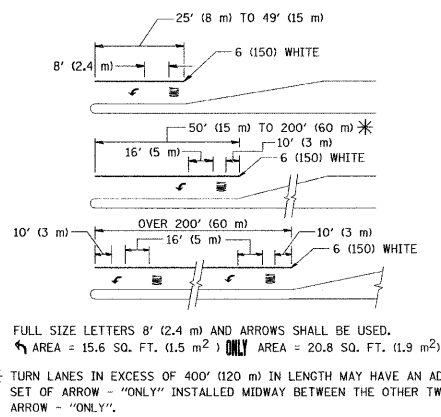 25' (8 m) TO 49' (15 m)
6 (150) WHITE
8' (2.4 m)
50' (15 m) TO 200' (60 m) ✳
16' (5 m)
10' (3 m)
6 (150) WHITE
OVER 200' (60 m)
10' (3 m)
16' (5 m)
10' (3 m)
6 (150) WHITE
FULL SIZE LETTERS 8' (2.4 m) AND ARROWS SHALL BE USED.
AREA = 15.6 SQ. FT. (1.5 m²) ONLY AREA = 20.8 SQ. FT. (1.9 m²)
TURN LANES IN EXCESS OF 400' (120 m) IN LENGTH MAY HAVE AN
SET OF ARROW - "ONLY" INSTALLED MIDWAY BETWEEN THE OTHER
ARROW - "ONLY".